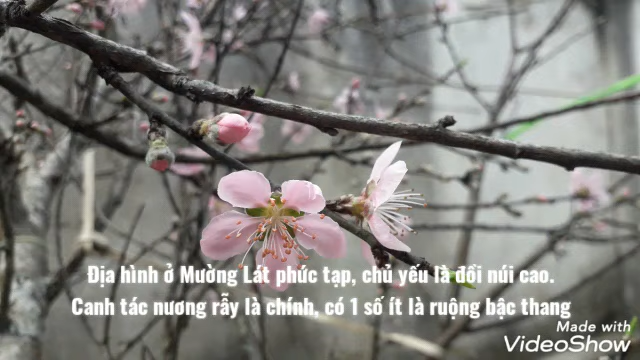 Địa hình ở Mường Lát phức tạp, chủ yếu là đồi núi cao.
Canh tác nương rẫy là chính, có 1 số ít là ruộng bậc thang
Made with
VideoShow